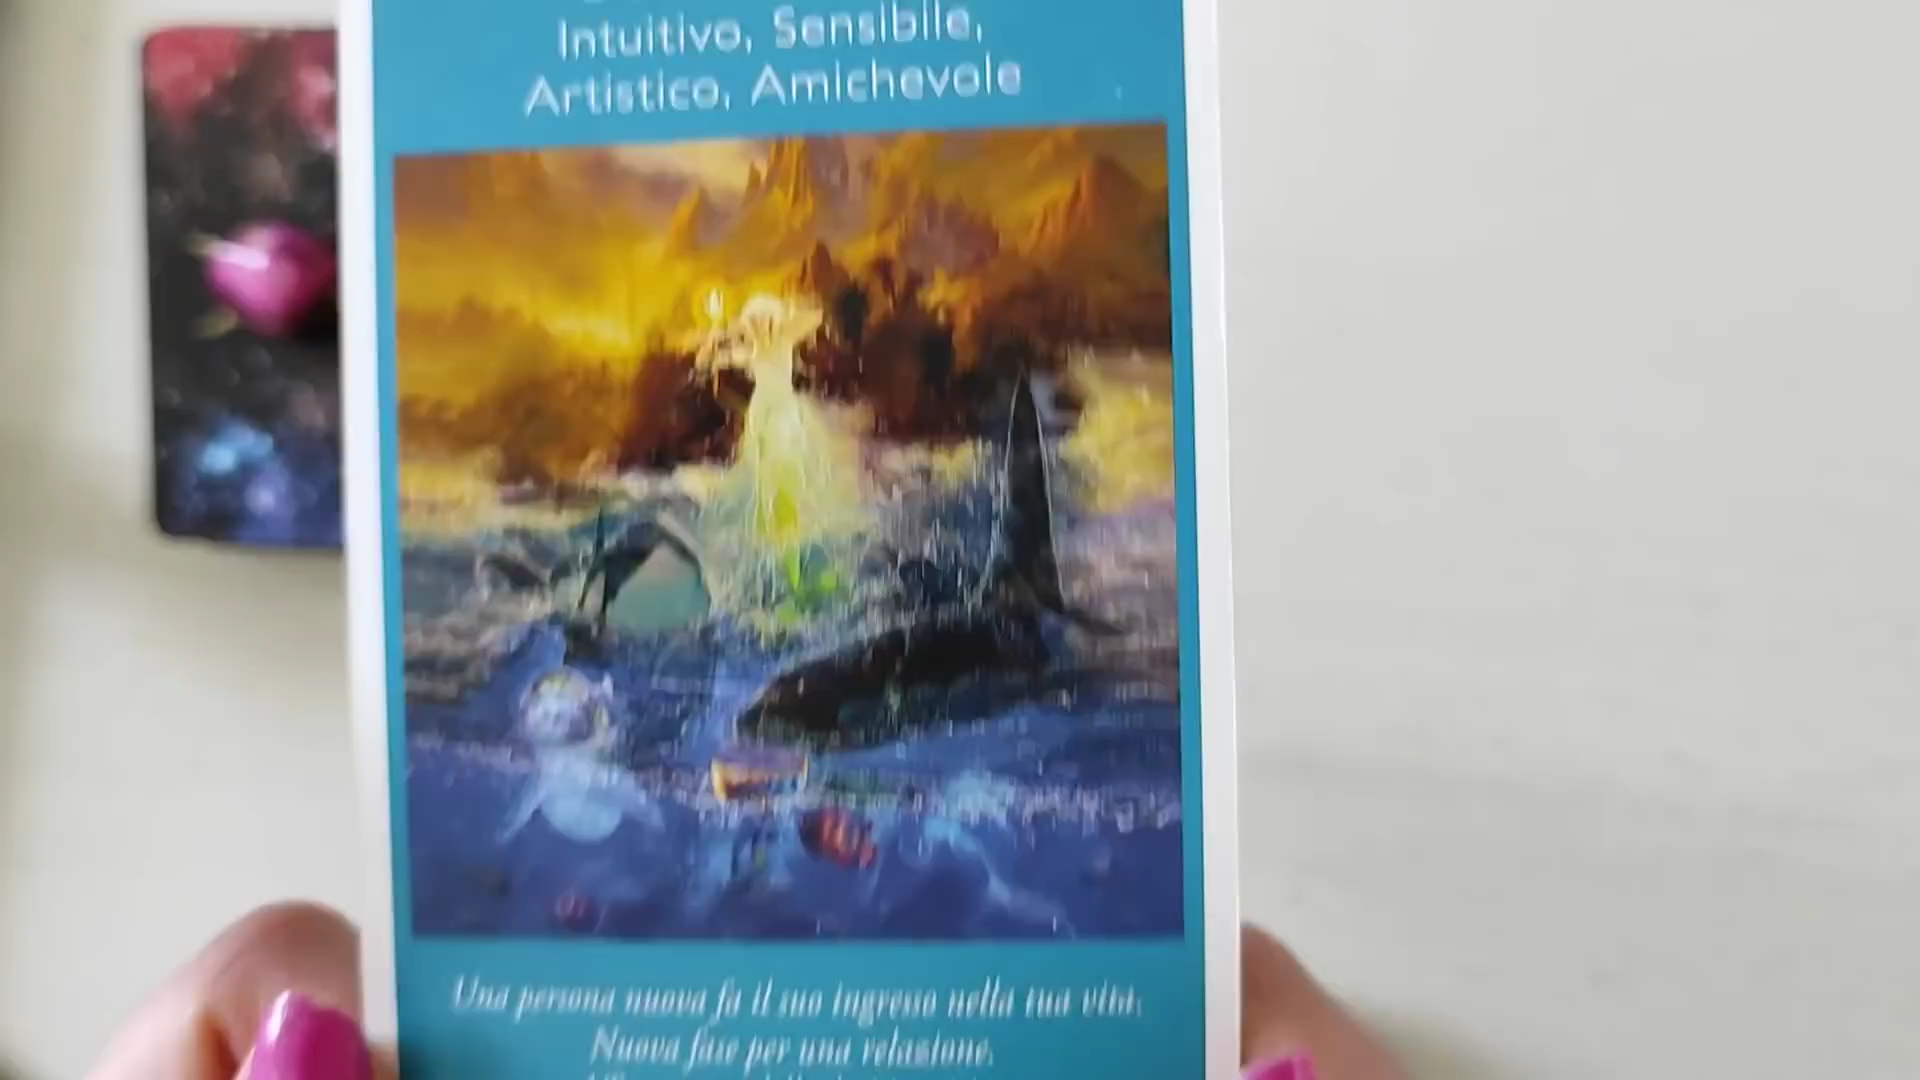 Intuitivo, Sensibile,
Artistico, Amichevole
Una persona nuova fa il suo ingresso nella tua vita.
Nuova fase per una relazione.